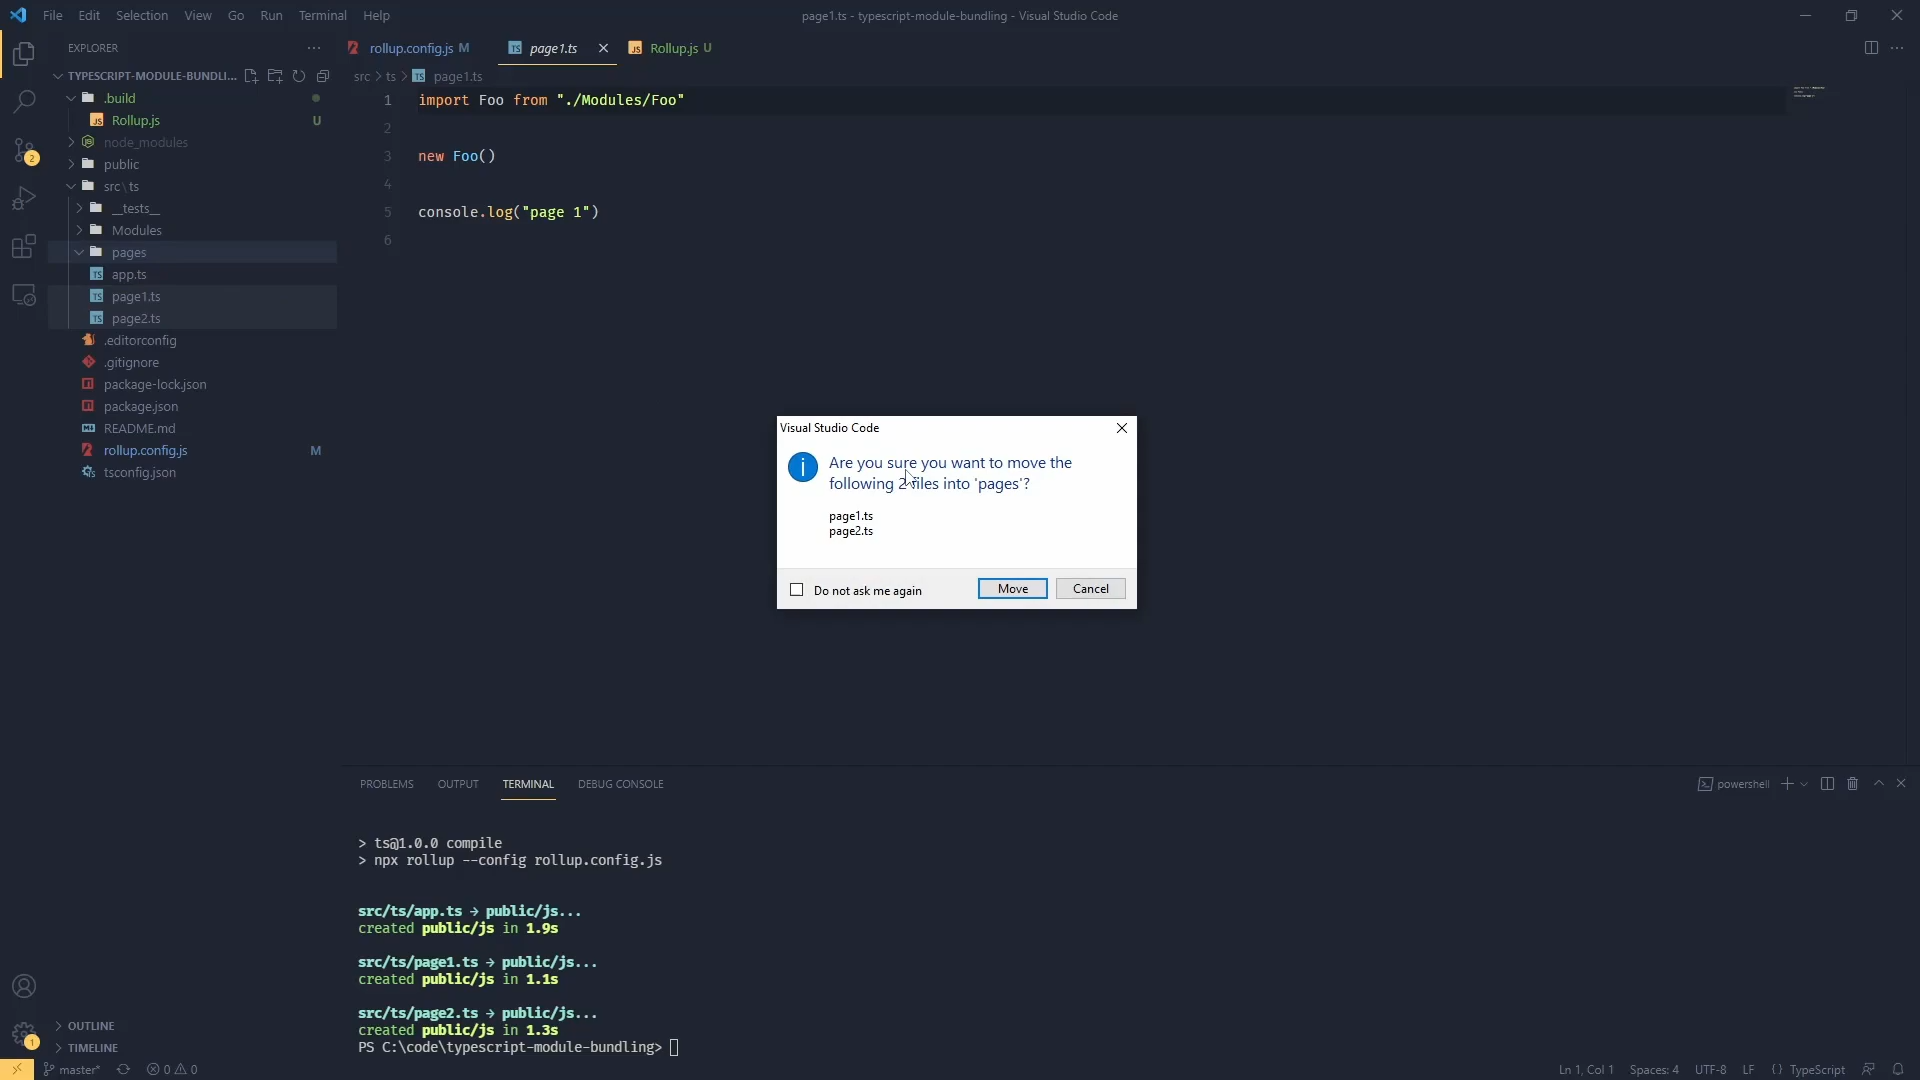 File Edit Selection View Go Run Terminal Help
page1.ts - typescript-module-bundling - Visual Studio Code
EXPLORER
rollup.config.js M
page1.ts
Rollup.js U
TYPESCRIPT-MODULE-BUNDLI...
src > ts > page1.ts
.build
Rollup.js U
node_modules
public
src\ts
__tests__
Modules
pages
app.ts
page1.ts
page2.ts
.editorconfig
.gitignore
package-lock.json
package.json
README.md
rollup.config.js M
tsconfig.json
2
1 import Foo from "./Modules/Foo"
2
3 new Foo()
4
5 console.log("page 1")
6
Visual Studio Code
Are you sure you want to move the
following 2 files into 'pages'?
page1.ts
page2.ts
Do not ask me again
Move
Cancel
PROBLEMS OUTPUT TERMINAL DEBUG CONSOLE
powershell
> ts@1.0.0 compile
> npx rollup --config rollup.config.js
src/ts/app.ts → public/js...
created public/js in 1.9s
src/ts/page1.ts → public/js...
created public/js in 1.1s
src/ts/page2.ts → public/js...
created public/js in 1.3s
PS C:\code\typescript-module-bundling>
OUTLINE
TIMELINE
1
master* 0 0
Ln 1, Col 1 Spaces: 4 UTF-8 LF { } TypeScript